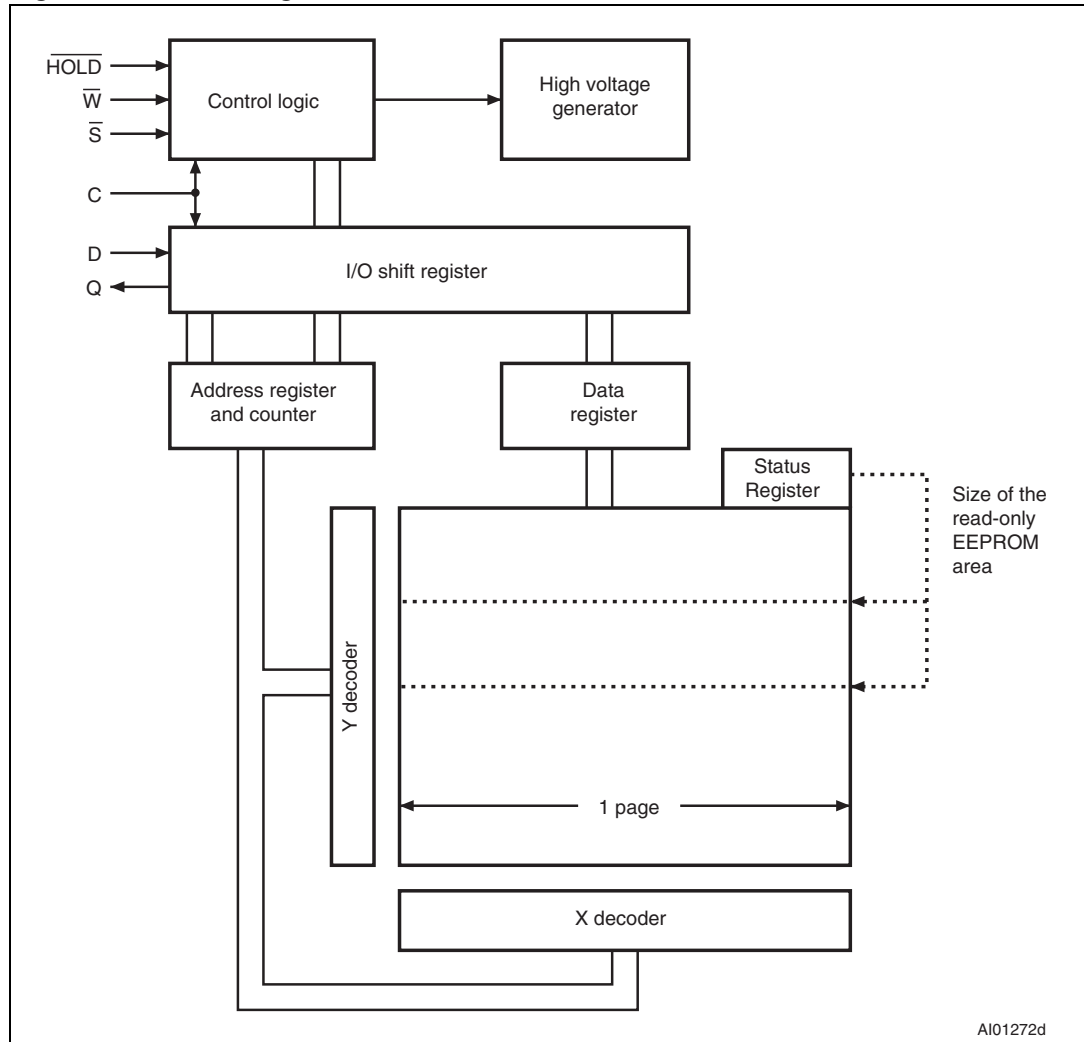 H̅O̅L̅D̅
W̅
S̅
C
D
Q
Control logic
High voltage
generator
I/O shift register
Address register
and counter
Data
register
Status
Register
Size of the
read-only
EEPROM
area
Y decoder
1 page
X decoder
AI01272d